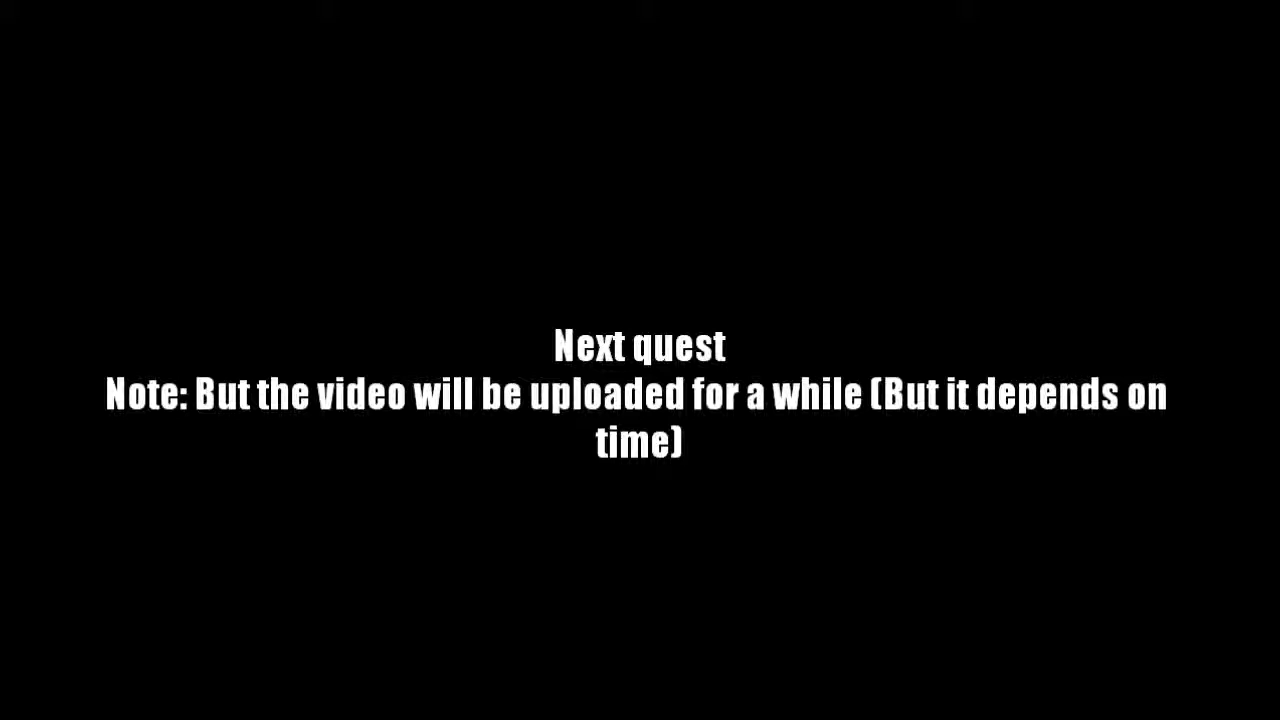 Next quest
Note: But the video will be uploaded for a while (But it depends on
time)